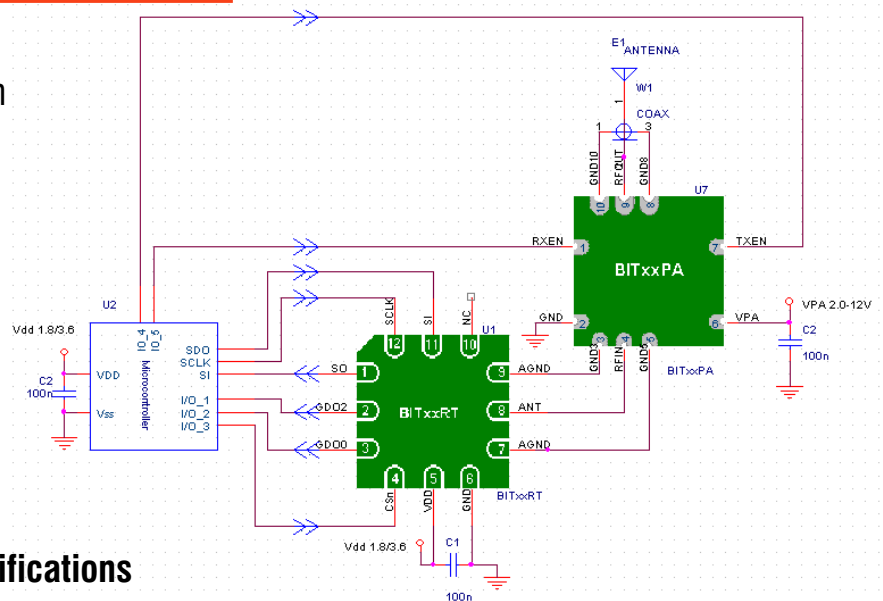 E1
ANTENNA
n
W1
1
COAX
1
3
GND10
RFOUT
GND8
U7
10
9
8
RXEN
1
7
TXEN
BITxxPA
U2
SCLK
SI
NC
U1
GND
2
6
VPA
VPA 2.0-12V
3
4
5
C2
100n
GND3
RFIN
GND5
BITxxPA
Vdd 1.8/3.6
IO_4
IO_5
SDO
SCLK
SI
VDD
Microcontroller
C2
100n
Vss
I/O_1
I/O_2
I/O_3
12
11
10
SO
1
9
AGND
GDO2
2
BITxxRT
8
ANT
GDO0
3
7
AGND
4
5
6
CSn
VDD
GND
BITxxRT
Vdd 1.8/3.6
C1
100n
ifications